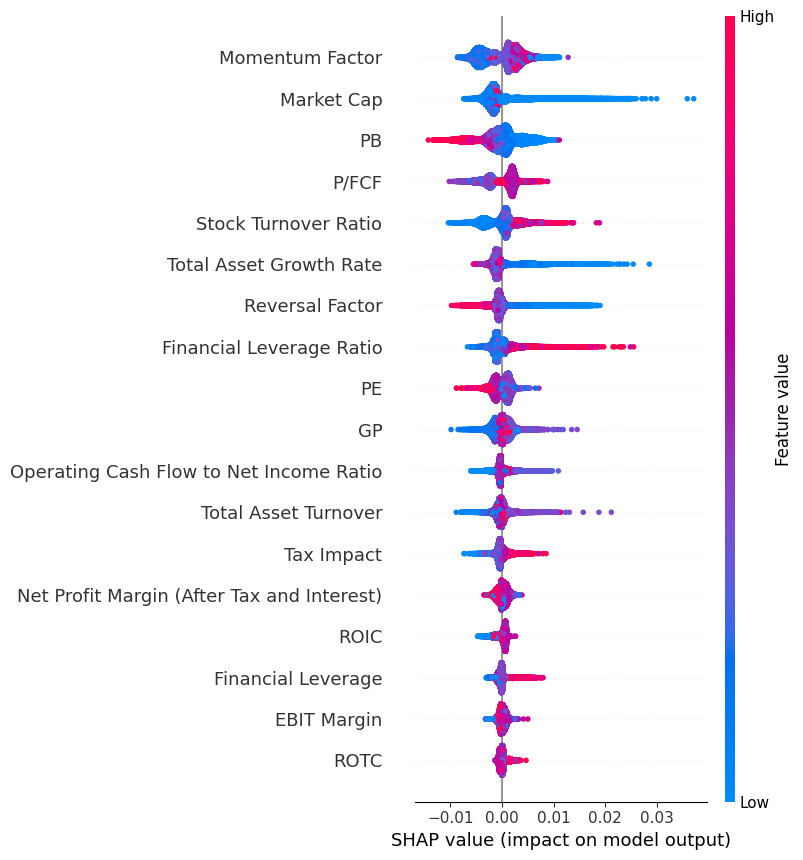 High
Momentum Factor
Market Cap
PB
P/FCF
Stock Turnover Ratio
Total Asset Growth Rate
Reversal Factor
Financial Leverage Ratio
PE
GP
Operating Cash Flow to Net Income Ratio
Total Asset Turnover
Tax Impact
Net Profit Margin (After Tax and Interest)
ROIC
Financial Leverage
EBIT Margin
ROTC
Feature value
Low
−0.01 0.00 0.01 0.02 0.03
SHAP value (impact on model output)